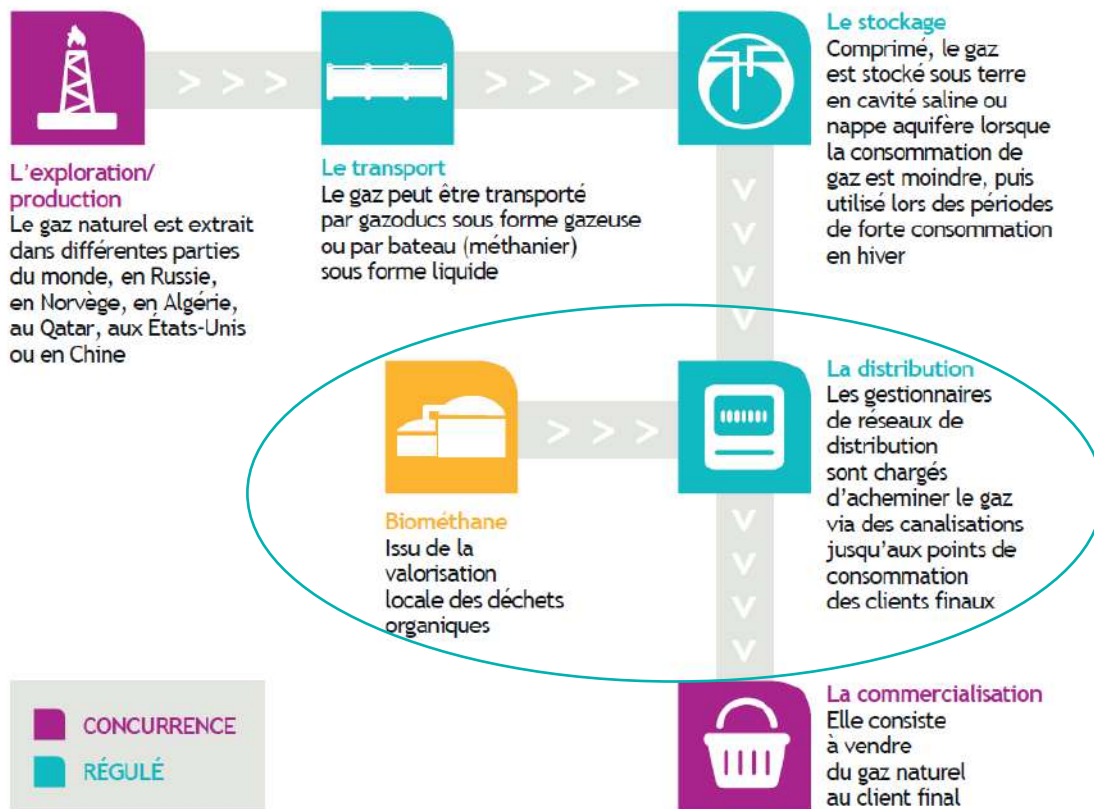 L'exploration/
production
Le gaz naturel est extrait
dans différentes parties
du monde, en Russie,
en Norvège, en Algérie,
au Qatar, aux États-Unis
ou en Chine
Le transport
Le gaz peut être transporté
par gazoducs sous forme gazeuse
ou par bateau (méthanier)
sous forme liquide
Le stockage
Comprimé, le gaz
est stocké sous terre
en cavité saline ou
nappe aquifère lorsque
la consommation de
gaz est moindre, puis
utilisé lors des périodes
de forte consommation
en hiver
Biométhane
Issu de la
valorisation
locale des déchets
organiques
La distribution
Les gestionnaires
de réseaux de
distribution
sont chargés
d'acheminer le gaz
via des canalisations
jusqu'aux points de
consommation
des clients finaux
La commercialisation
Elle consiste
à vendre
du gaz naturel
au client final
CONCURRENCE
RÉGULÉ